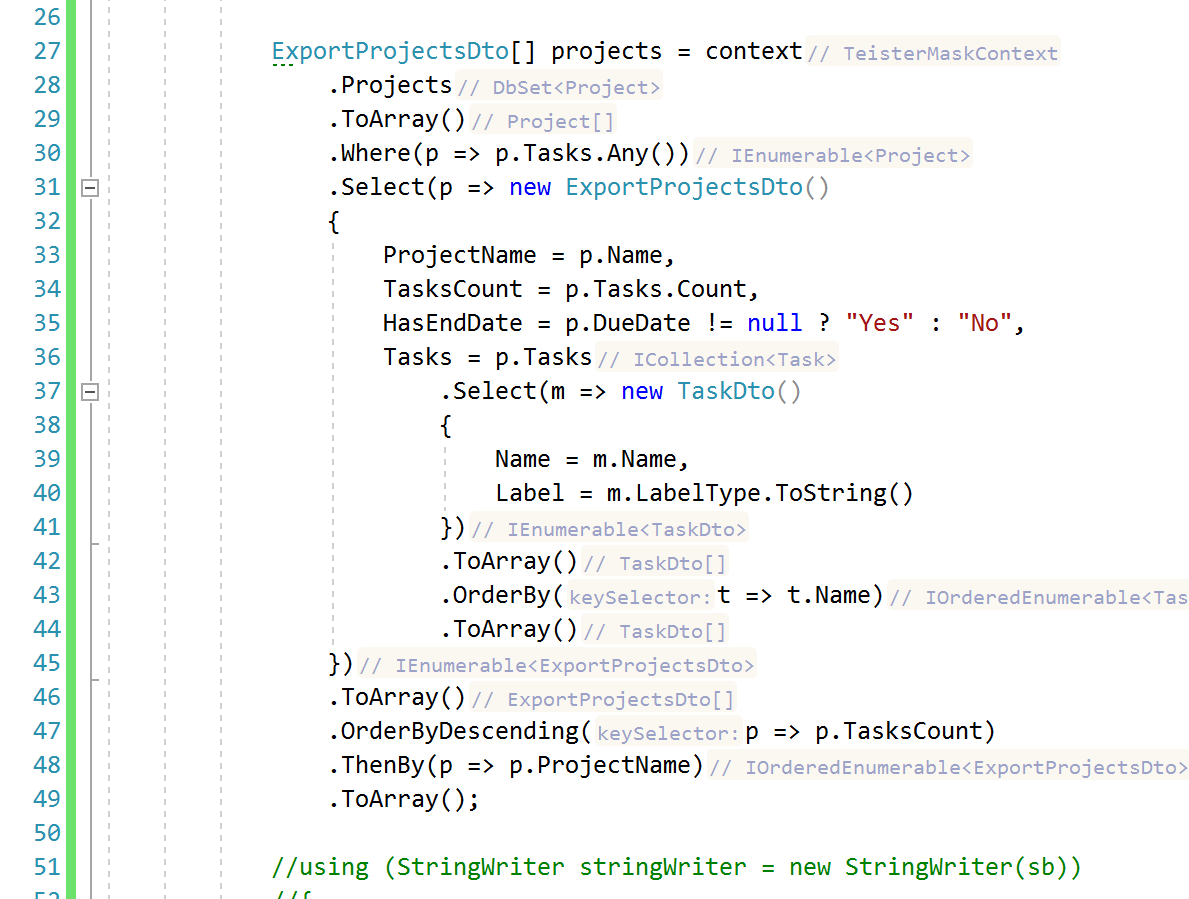 26
27 ExportProjectsDto[] projects = context // TeisterMaskContext
28 .Projects // DbSet<Project>
29 .ToArray() // Project[]
30 .Where(p => p.Tasks.Any()) // IEnumerable<Project>
31 .Select(p => new ExportProjectsDto()
32 {
33 ProjectName = p.Name,
34 TasksCount = p.Tasks.Count,
35 HasEndDate = p.DueDate != null ? "Yes" : "No",
36 Tasks = p.Tasks // ICollection<Task>
37 .Select(m => new TaskDto()
38 {
39 Name = m.Name,
40 Label = m.LabelType.ToString()
41 }) // IEnumerable<TaskDto>
42 .ToArray() // TaskDto[]
43 .OrderBy(keySelector: t => t.Name) // IOrderedEnumerable<Tas
44 .ToArray() // TaskDto[]
45 }) // IEnumerable<ExportProjectsDto>
46 .ToArray() // ExportProjectsDto[]
47 .OrderByDescending(keySelector: p => p.TasksCount)
48 .ThenBy(p => p.ProjectName) // IOrderedEnumerable<ExportProjectsDto>
49 .ToArray();
50
51 //using (StringWriter stringWriter = new StringWriter(sb))
52 //{